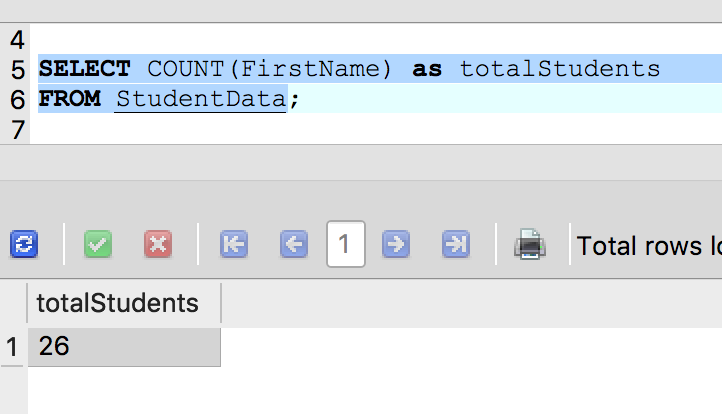 4
5 SELECT COUNT(FirstName) as totalStudents
6 FROM StudentData;
7
1 Total rows lo
totalStudents
1 26